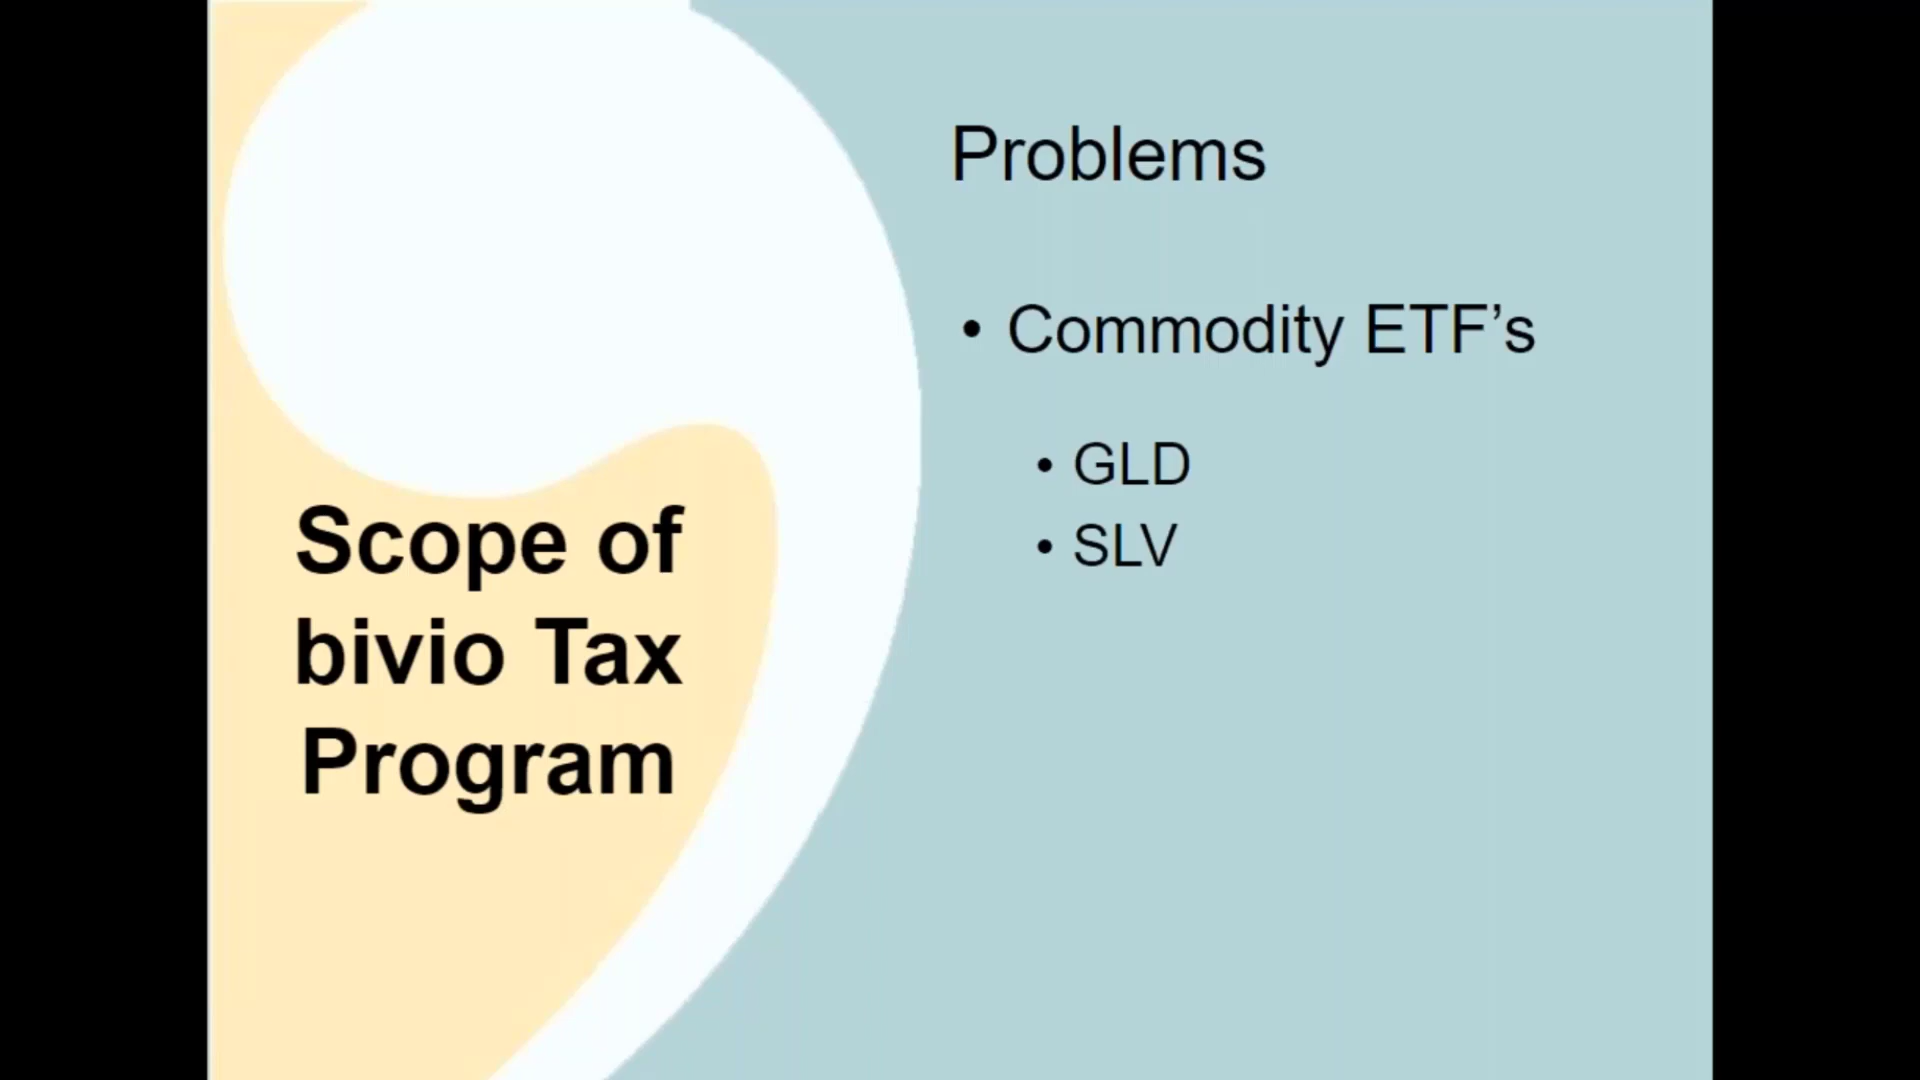 Scope of
bivio Tax
Program
Problems
• Commodity ETF’s
• GLD
• SLV